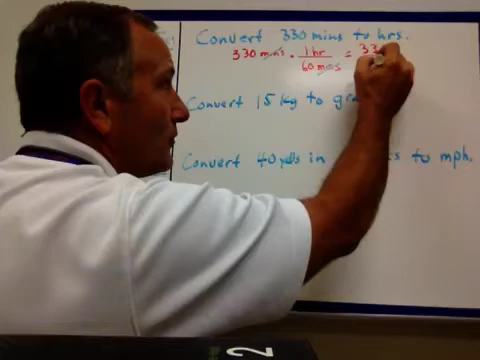 Convert 330 mins to hrs.
330 mins · 1 hr / 60 mins = 33
Convert 15 kg to
Convert 40 yds in to mph.
2